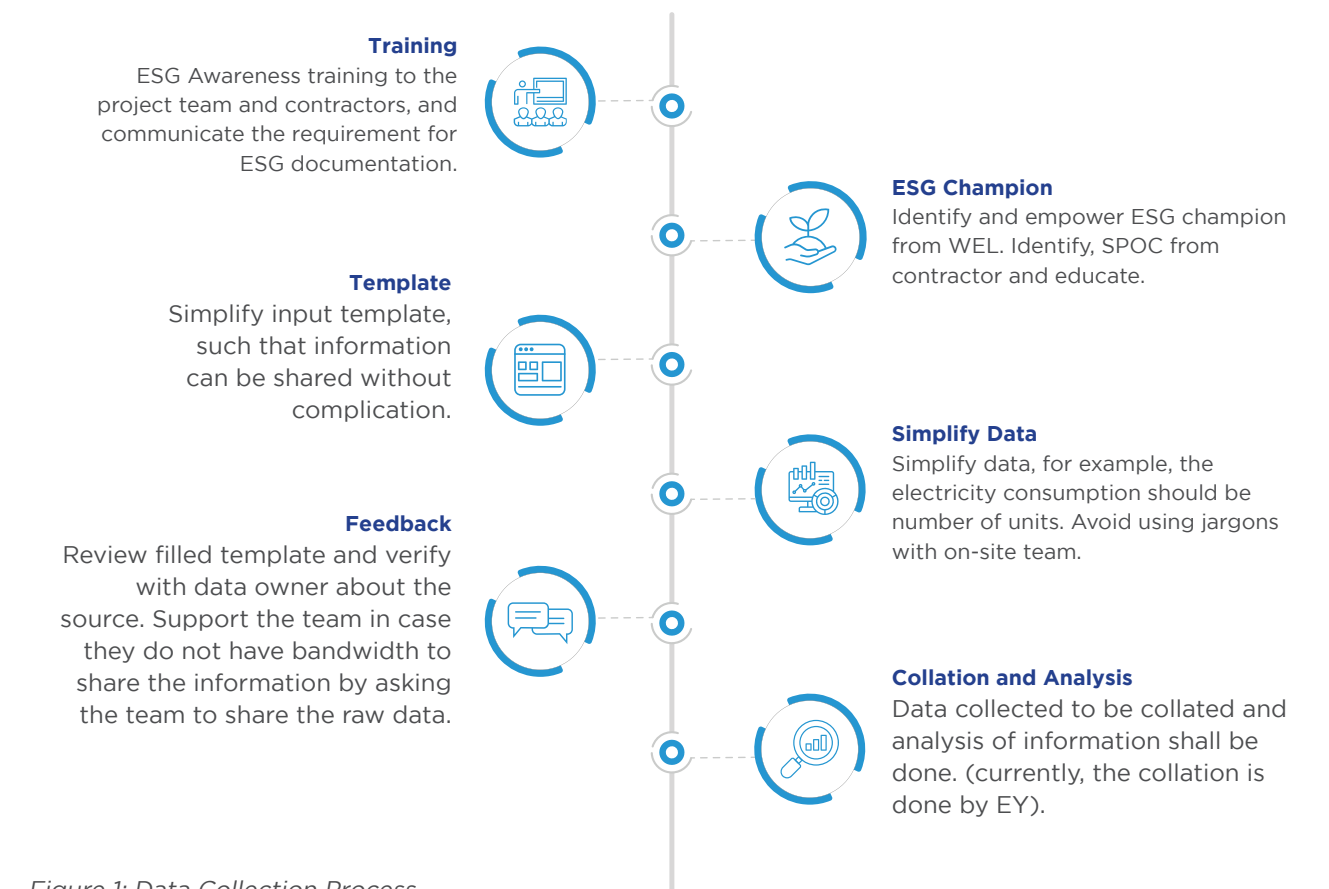 Training
ESG Awareness training to the
project team and contractors, and
communicate the requirement for
ESG documentation.
ESG Champion
Identify and empower ESG champion
from WEL. Identify, SPOC from
contractor and educate.
Template
Simplify input template,
such that information
can be shared without
complication.
Simplify Data
Simplify data, for example, the
electricity consumption should be
number of units. Avoid using jargons
with on-site team.
Feedback
Review filled template and verify
with data owner about the
source. Support the team in case
they do not have bandwidth to
share the information by asking
the team to share the raw data.
Collation and Analysis
Data collected to be collated and
analysis of information shall be
done. (currently, the collation is
done by EY).
Figure 1: Data Collection Process